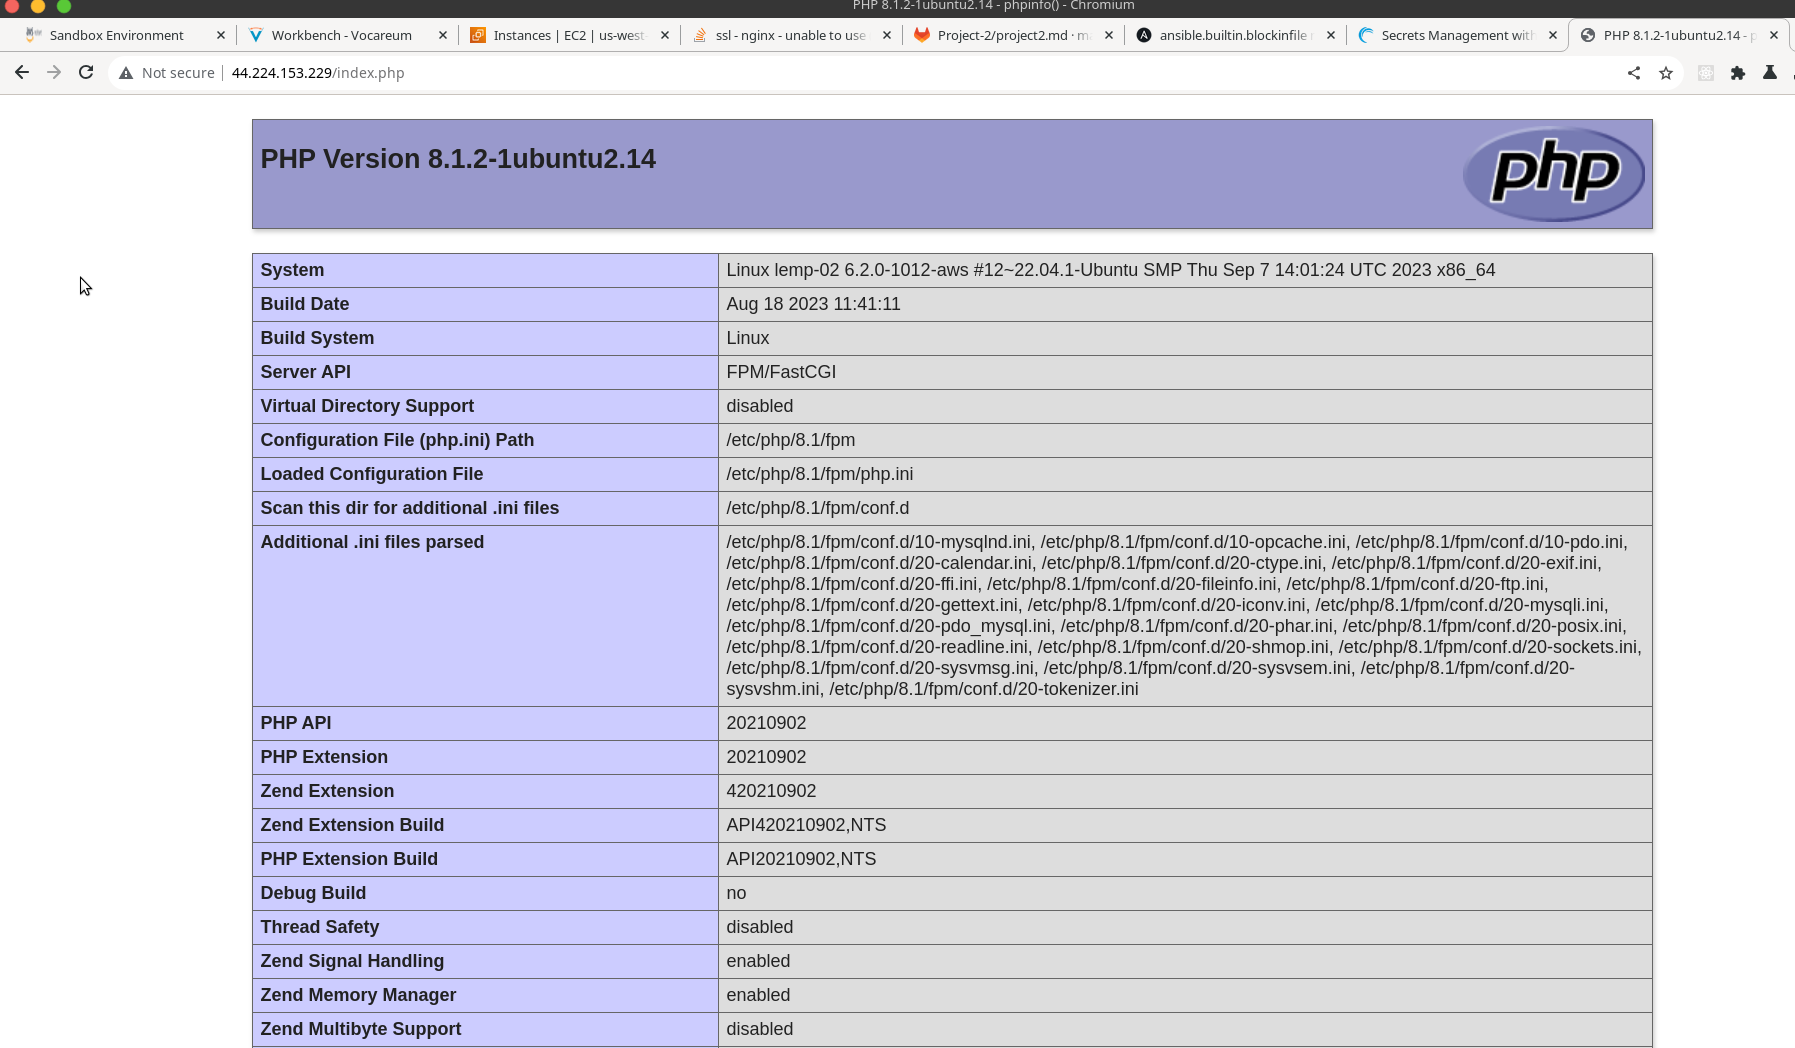 PHP 8.1.2-1ubuntu2.14 - phpinfo() - Chromium
Sandbox Environment
Workbench - Vocareum
Instances | EC2 | us-west-
ssl - nginx - unable to use
Project-2/project2.md · m
ansible.builtin.blockinfile
Secrets Management with
PHP 8.1.2-1ubuntu2.14 - p
Not secure
44.224.153.229/index.php
PHP Version 8.1.2-1ubuntu2.14
php
System Linux lemp-02 6.2.0-1012-aws #12~22.04.1-Ubuntu SMP Thu Sep 7 14:01:24 UTC 2023 x86_64
Build Date Aug 18 2023 11:41:11
Build System Linux
Server API FPM/FastCGI
Virtual Directory Support disabled
Configuration File (php.ini) Path /etc/php/8.1/fpm
Loaded Configuration File /etc/php/8.1/fpm/php.ini
Scan this dir for additional .ini files /etc/php/8.1/fpm/conf.d
Additional .ini files parsed /etc/php/8.1/fpm/conf.d/10-mysqlnd.ini, /etc/php/8.1/fpm/conf.d/10-opcache.ini, /etc/php/8.1/fpm/conf.d/10-pdo.ini,
/etc/php/8.1/fpm/conf.d/20-calendar.ini, /etc/php/8.1/fpm/conf.d/20-ctype.ini, /etc/php/8.1/fpm/conf.d/20-exif.ini,
/etc/php/8.1/fpm/conf.d/20-ffi.ini, /etc/php/8.1/fpm/conf.d/20-fileinfo.ini, /etc/php/8.1/fpm/conf.d/20-ftp.ini,
/etc/php/8.1/fpm/conf.d/20-gettext.ini, /etc/php/8.1/fpm/conf.d/20-iconv.ini, /etc/php/8.1/fpm/conf.d/20-mysqli.ini,
/etc/php/8.1/fpm/conf.d/20-pdo_mysql.ini, /etc/php/8.1/fpm/conf.d/20-phar.ini, /etc/php/8.1/fpm/conf.d/20-posix.ini,
/etc/php/8.1/fpm/conf.d/20-readline.ini, /etc/php/8.1/fpm/conf.d/20-shmop.ini, /etc/php/8.1/fpm/conf.d/20-sockets.ini,
/etc/php/8.1/fpm/conf.d/20-sysvmsg.ini, /etc/php/8.1/fpm/conf.d/20-sysvsem.ini, /etc/php/8.1/fpm/conf.d/20-
sysvshm.ini, /etc/php/8.1/fpm/conf.d/20-tokenizer.ini
PHP API 20210902
PHP Extension 20210902
Zend Extension 420210902
Zend Extension Build API420210902,NTS
PHP Extension Build API20210902,NTS
Debug Build no
Thread Safety disabled
Zend Signal Handling enabled
Zend Memory Manager enabled
Zend Multibyte Support disabled